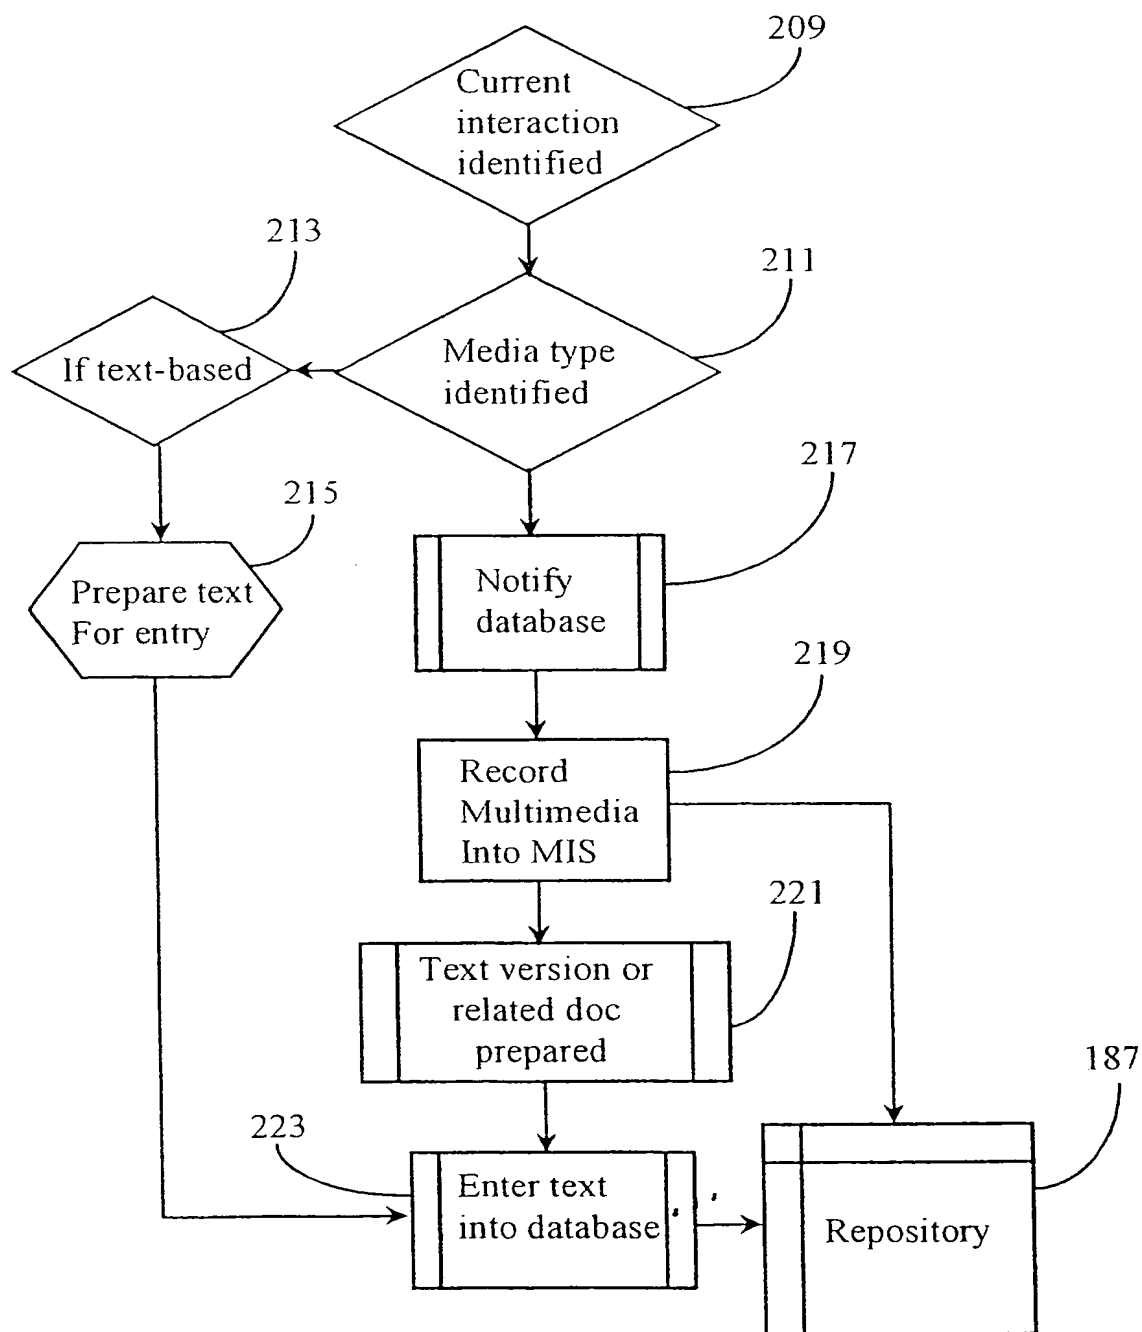 209
Current
interaction
identified
213
211
If text-based
Media type
identified
217
215
Prepare text
For entry
Notify
database
219
Record
Multimedia
Into MIS
221
Text version or
related doc
prepared
187
223
Enter text
into database
Repository